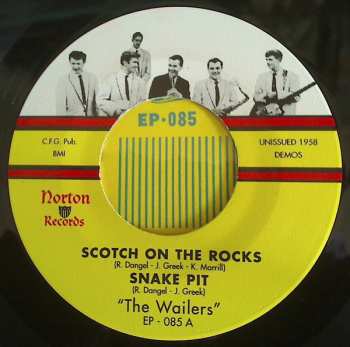 EP-085
C.F.G. Pub.
BMI
UNISSUED 1958
DEMOS
Norton
Records
SCOTCH ON THE ROCKS
(R. Dangel - J. Greek - K. Morrill)
SNAKE PIT
(R. Dangel - J. Greek)
"The Wailers"
EP - 085 A